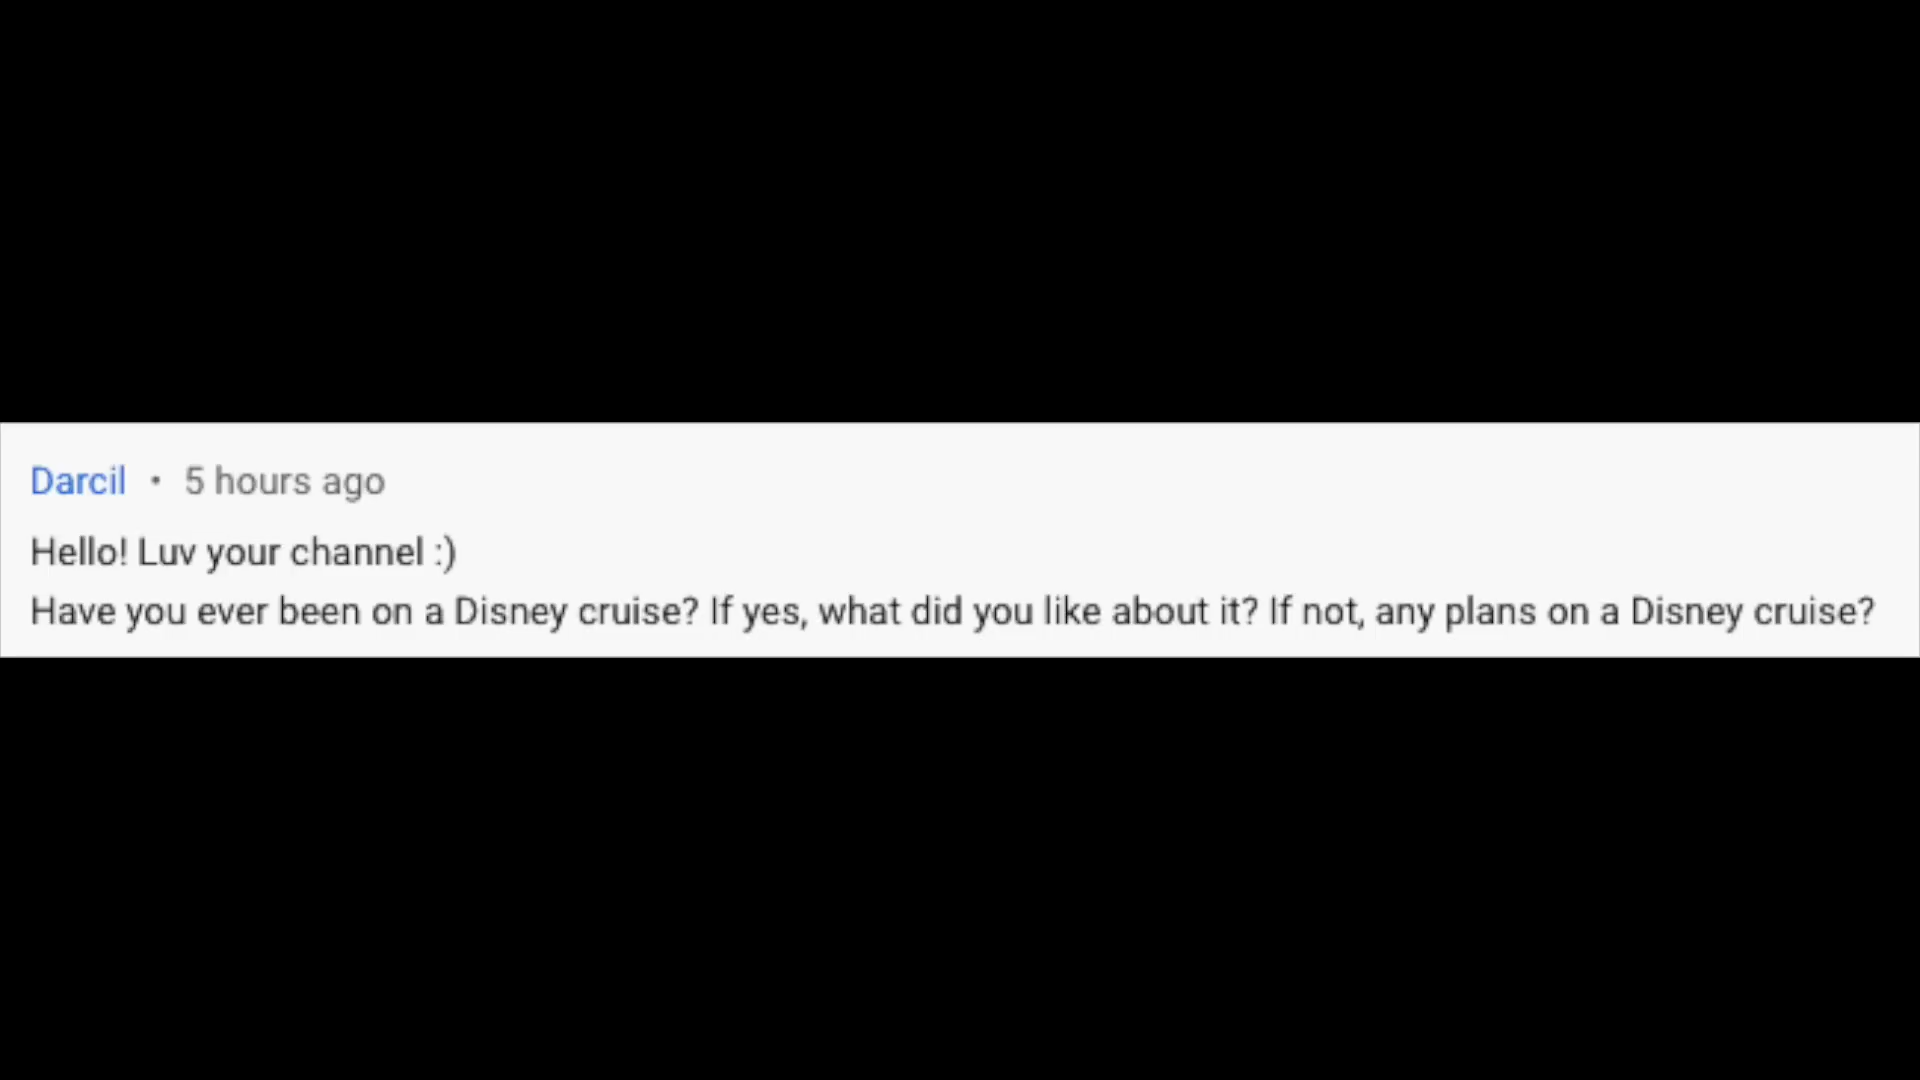 Darcil • 5 hours ago
Hello! Luv your channel :)
Have you ever been on a Disney cruise? If yes, what did you like about it? If not, any plans on a Disney cruise?